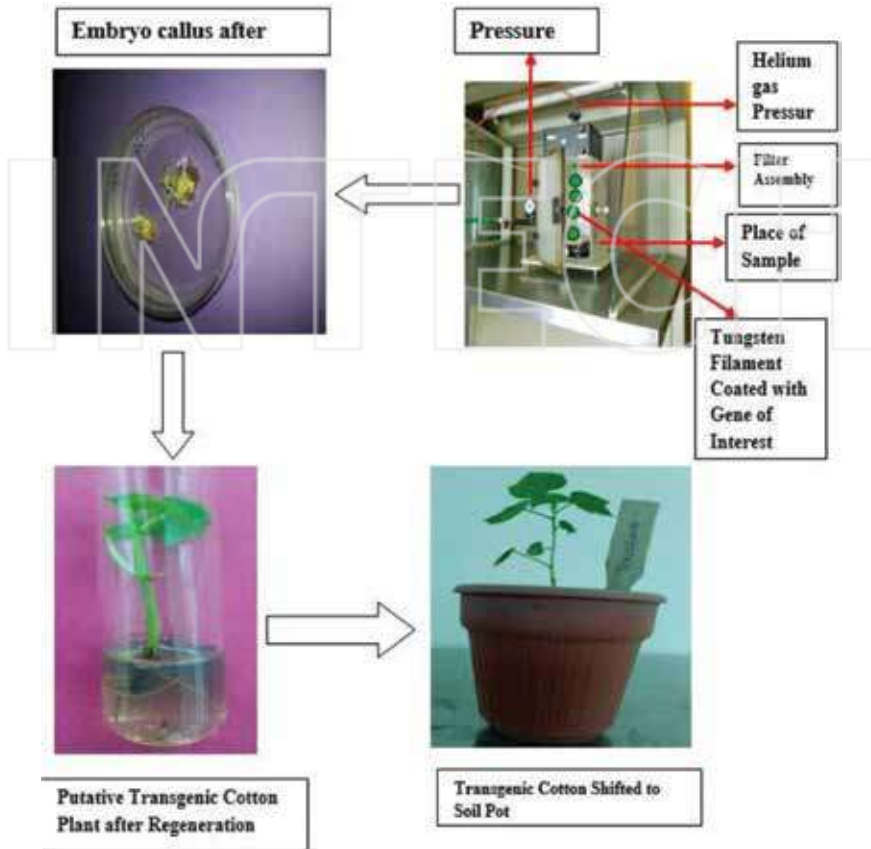 Embryo callus after
Pressure
Helium
gas
Pressur
Filter
Assembly
Place of
Sample
Tungsten
Filament
Coated with
Gene of
Interest
INTECH
Putative Transgenic Cotton
Plant after Regeneration
Transgenic Cotton Shifted to
Soil Pot